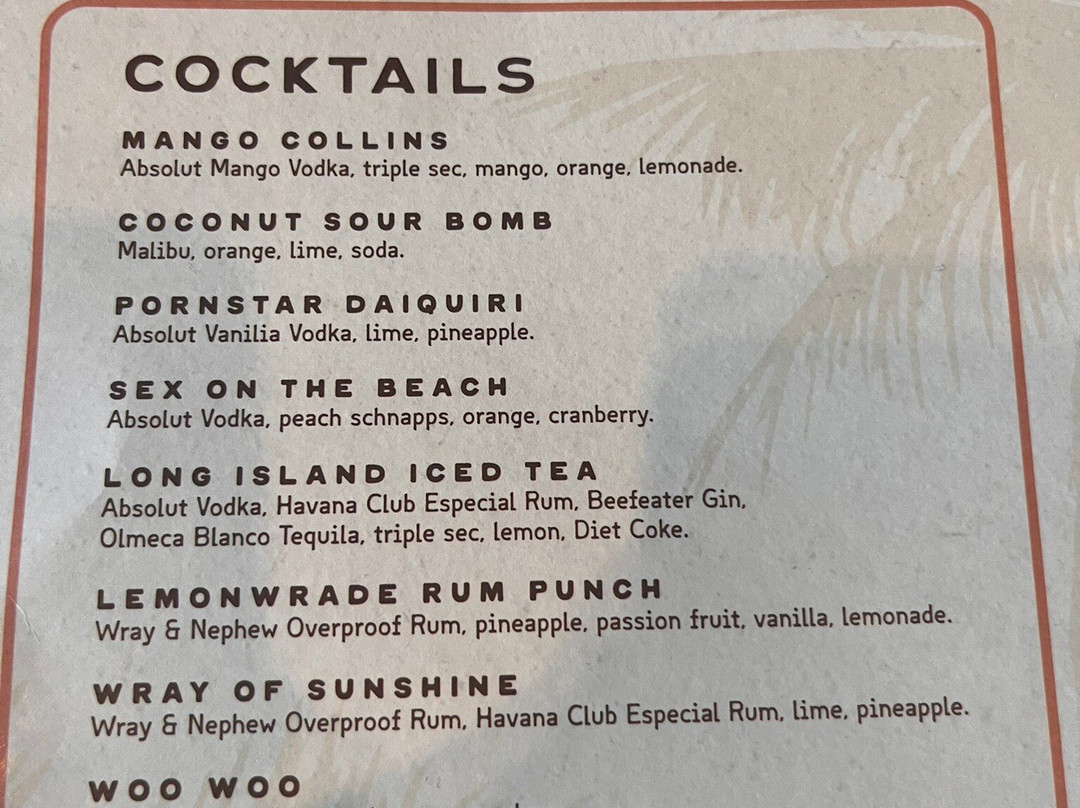 COCKTAILS
MANGO COLLINS
Absolut Mango Vodka, triple sec, mango, orange, lemonade.
COCONUT SOUR BOMB
Malibu, orange, lime, soda.
PORNSTAR DAIQUIRI
Absolut Vanilia Vodka, lime, pineapple.
SEX ON THE BEACH
Absolut Vodka, peach schnapps, orange, cranberry.
LONG ISLAND ICED TEA
Absolut Vodka, Havana Club Especial Rum, Beefeater Gin,
Olmeca Blanco Tequila, triple sec, lemon, Diet Coke.
LEMONWRADE RUM PUNCH
Wray & Nephew Overproof Rum, pineapple, passion fruit, vanilla, lemonade.
WRAY OF SUNSHINE
Wray & Nephew Overproof Rum, Havana Club Especial Rum, lime, pineapple.
WOO WOO